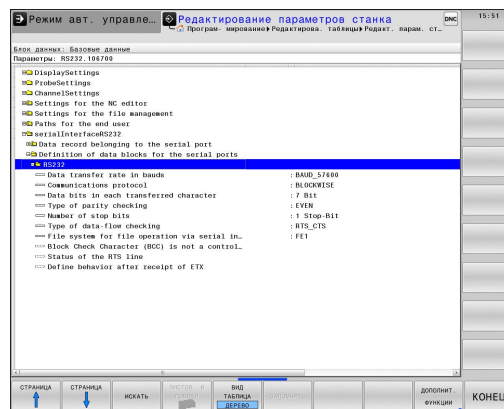 Режим авт. управле...
Редактирование параметров станка
DNC
15:51
Програм- мирование▸Редактирова. таблицы▸Редакт. парам. ст…
Блок данных: Базовые данные
Параметры: RS232.106700
DisplaySettings
ProbeSettings
ChannelSettings
Settings for the NC editor
Settings for the file management
Paths for the end user
serialInterfaceRS232
Data record belonging to the serial port
Definition of data blocks for the serial ports
RS232
Data transfer rate in bauds : BAUD_57600
Communications protocol : BLOCKWISE
Data bits in each transferred character : 7 Bit
Type of parity checking : EVEN
Number of stop bits : 1 Stop-Bit
Type of data-flow checking : RTS_CTS
File system for file operation via serial in… : FE1
Block Check Character (BCC) is not a control…
Status of the RTS line
Define behavior after receipt of ETX
СТРАНИЦА СТРАНИЦА ИСКАТЬ ВИД ТАБЛИЦА ДЕРЕВО ДОПОЛНИТ. ФУНКЦИИ КОНЕЦ